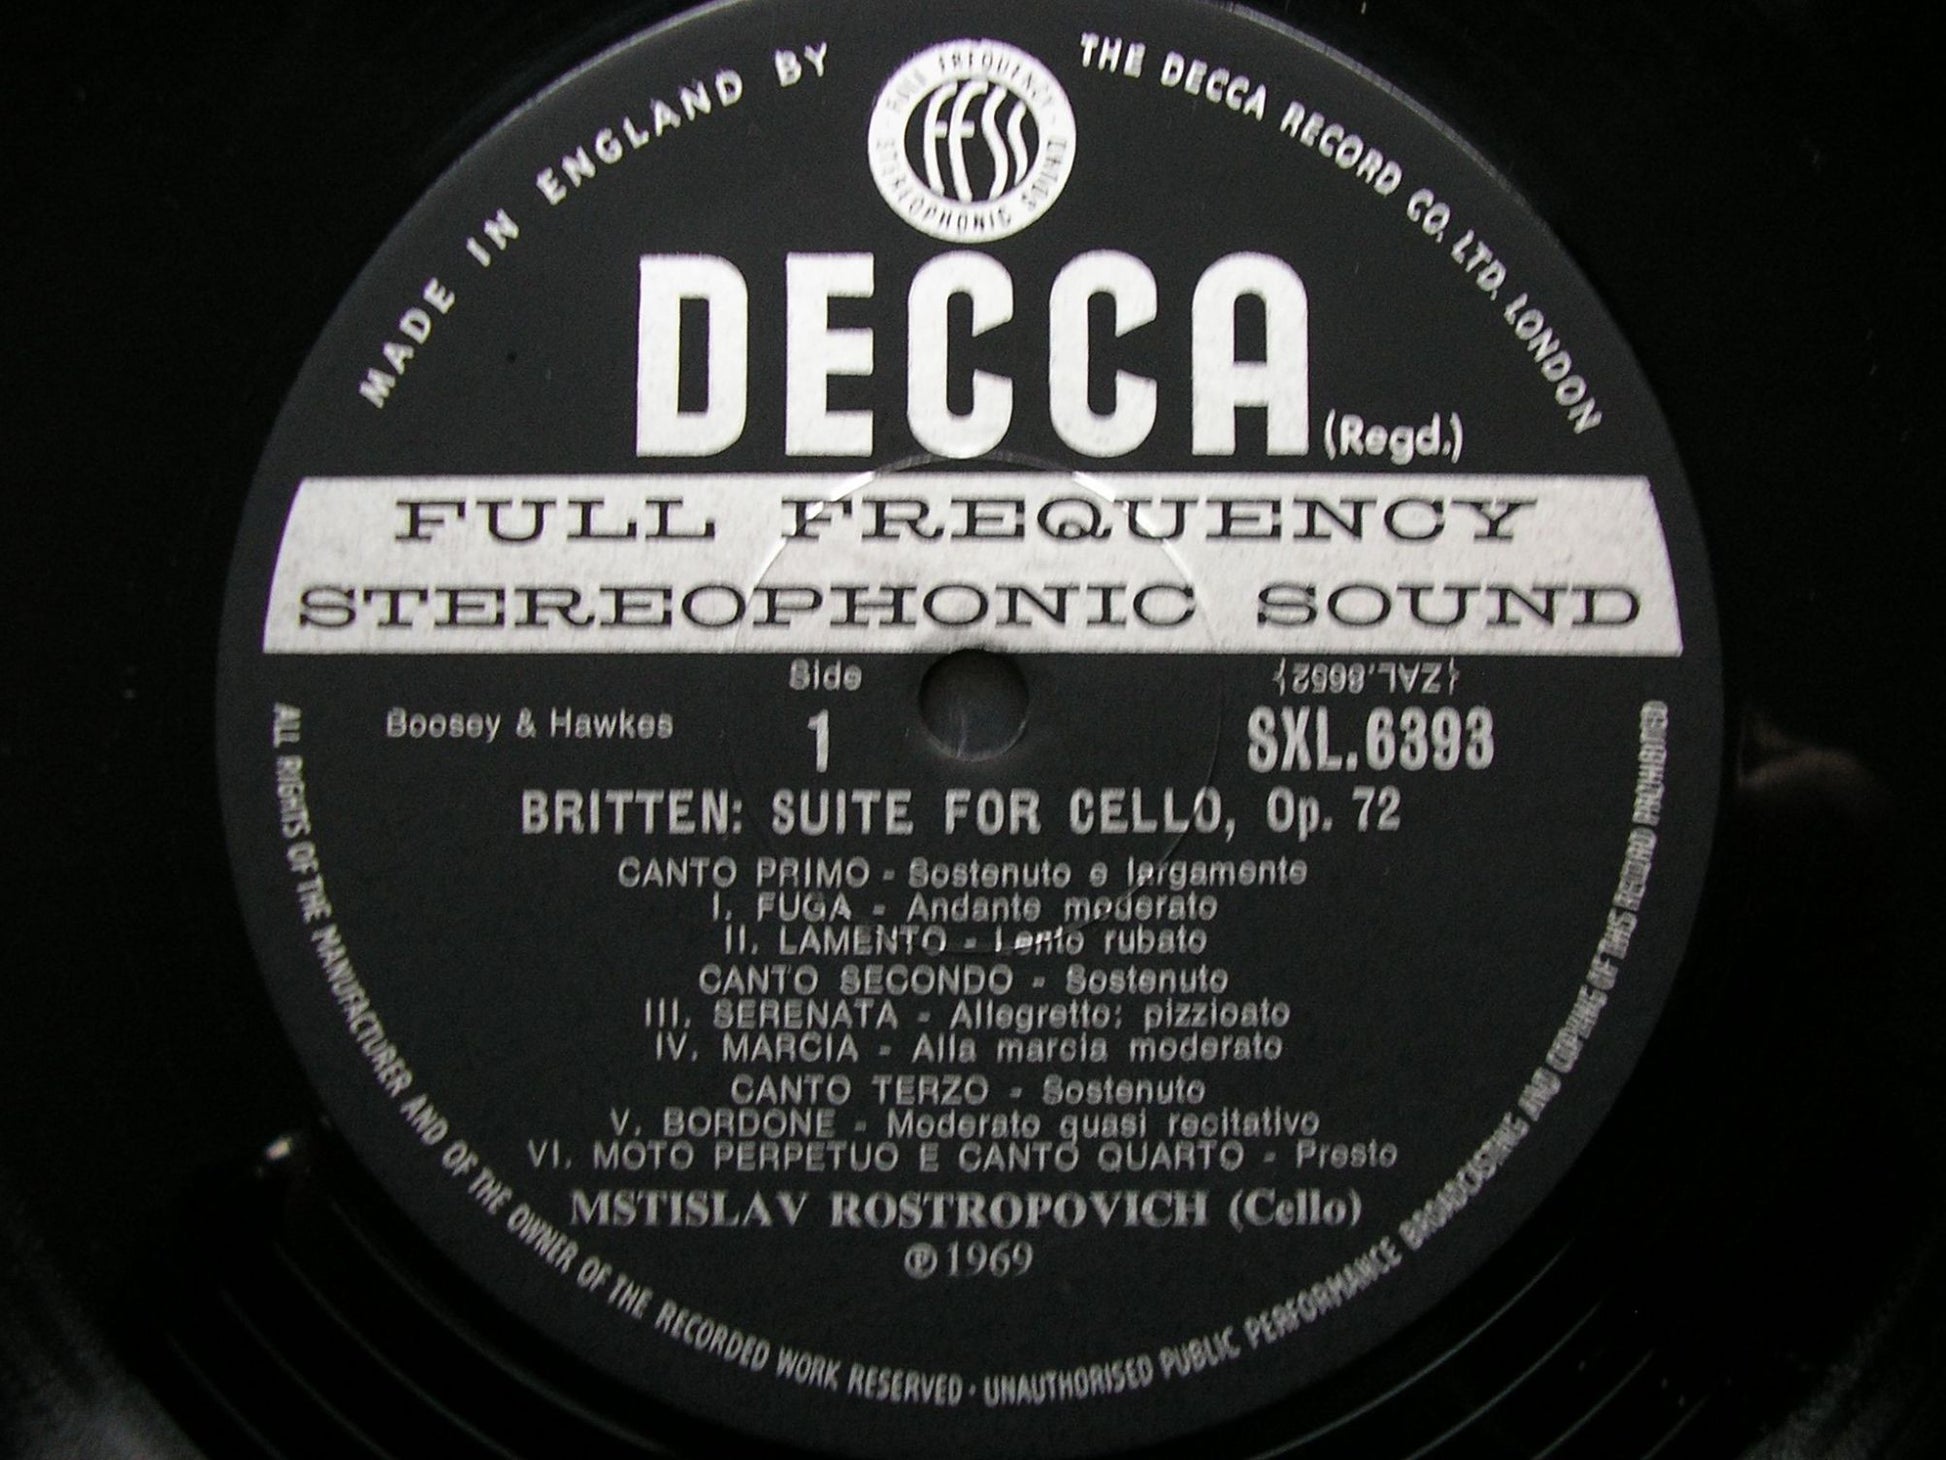 MADE IN ENGLAND BY
THE DECCA RECORD CO. LTD. LONDON
FULL FREQUENCY STEREOPHONIC SOUND
FFSS
DECCA (Regd.)
FULL FREQUENCY
STEREOPHONIC SOUND
Side
{ZAL.8652}
Boosey & Hawkes
1
SXL.6393
BRITTEN: SUITE FOR CELLO, Op. 72
CANTO PRIMO - Sostenuto e largamente
I. FUGA - Andante moderato
II. LAMENTO - Lento rubato
CANTO SECONDO - Sostenuto
III. SERENATA - Allegretto; pizzicato
IV. MARCIA - Alla marcia moderato
CANTO TERZO - Sostenuto
V. BORDONE - Moderato quasi recitativo
VI. MOTO PERPETUO E CANTO QUARTO - Presto
MSTISLAV ROSTROPOVICH (Cello)
℗ 1969
ALL RIGHTS OF THE MANUFACTURER AND OF THE OWNER OF THE RECORDED WORK RESERVED · UNAUTHORISED PUBLIC PERFORMANCE BROADCASTING AND COPYING OF THIS RECORD PROHIBITED